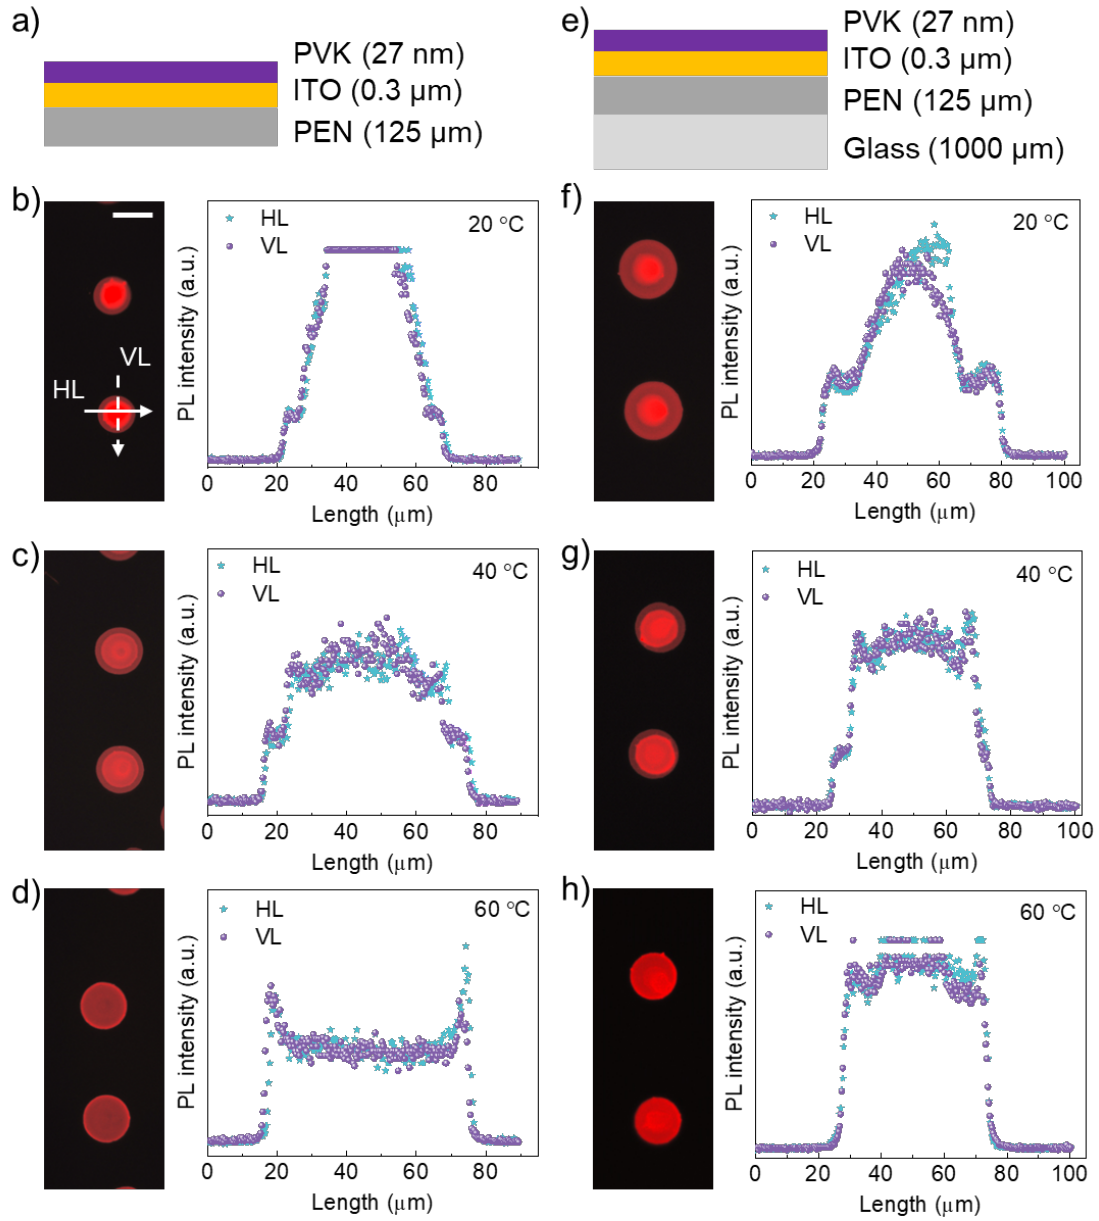 a)
PVK (27 nm)
ITO (0.3 μm)
PEN (125 μm)
e)
PVK (27 nm)
ITO (0.3 μm)
PEN (125 μm)
Glass (1000 μm)
b)
VL
HL
PL intensity (a.u.)
HL
VL
20 °C
0 20 40 60 80
Length (μm)
f)
PL intensity (a.u.)
HL
VL
20 °C
0 20 40 60 80 100
Length (μm)
c)
PL intensity (a.u.)
HL
VL
40 °C
0 20 40 60 80
Length (μm)
g)
PL intensity (a.u.)
HL
VL
40 °C
0 20 40 60 80 100
Length (μm)
d)
PL intensity (a.u.)
HL
VL
60 °C
0 20 40 60 80
Length (μm)
h)
PL intensity (a.u.)
HL
VL
60 °C
0 20 40 60 80 100
Length (μm)